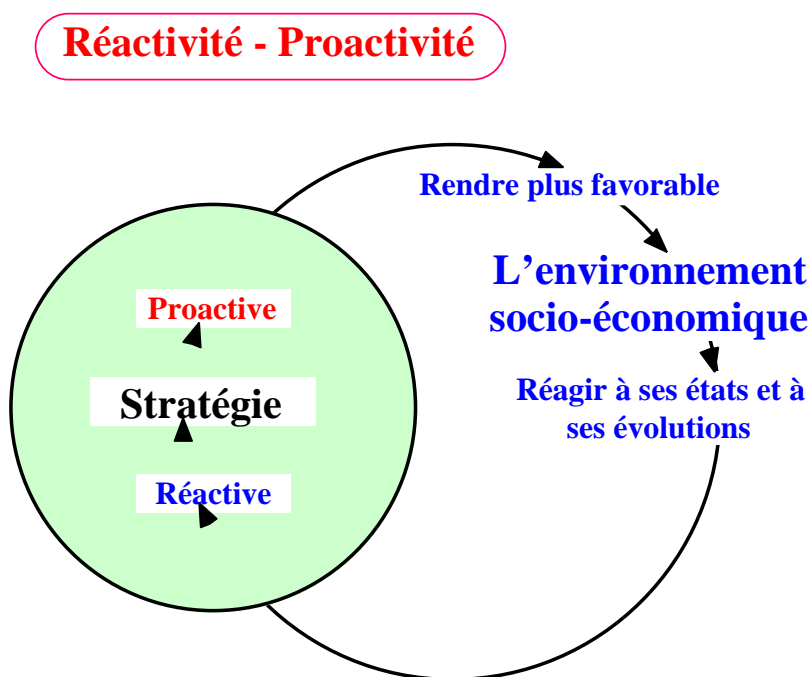 Réactivité - Proactivité
Rendre plus favorable
L’environnement
socio-économique
Proactive
Stratégie
Réactive
Réagir à ses états et à
ses évolutions